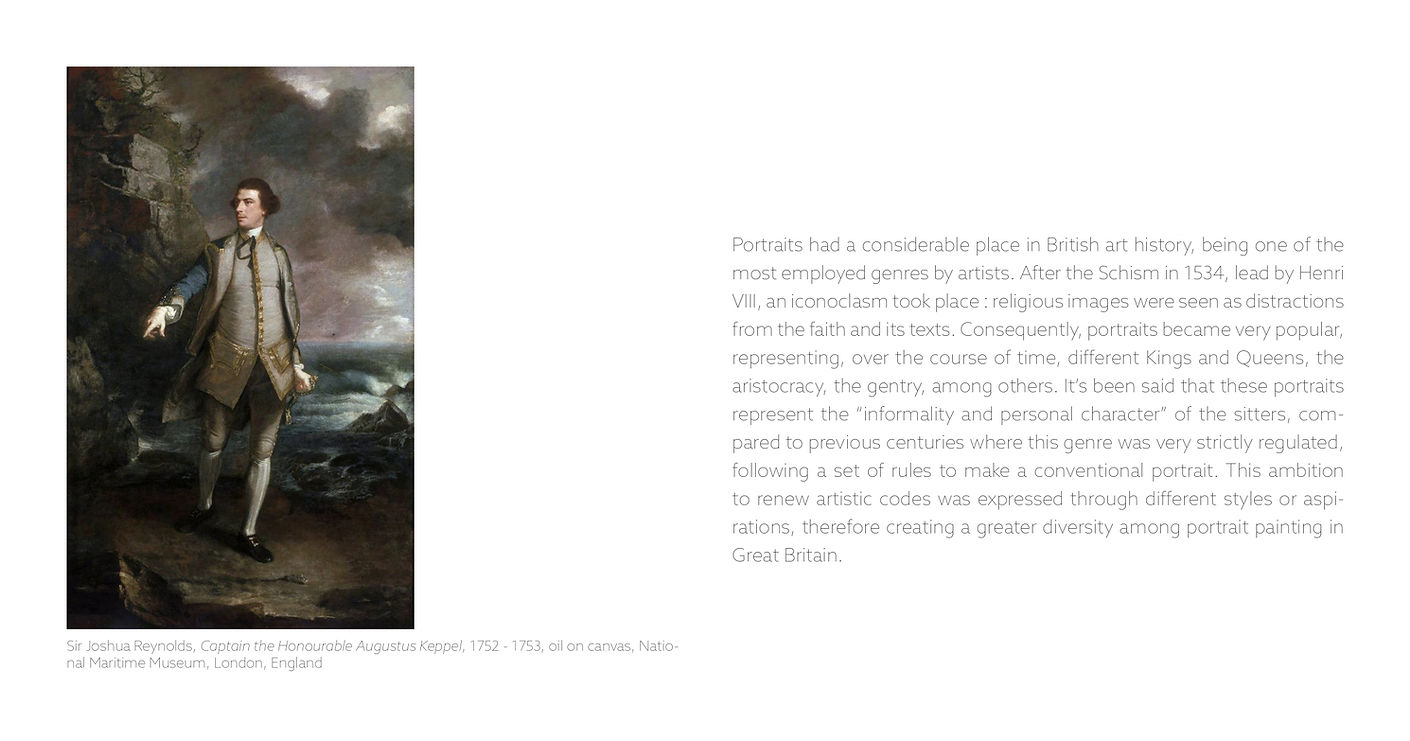 Portraits had a considerable place in British art history, being one of the
most employed genres by artists. After the Schism in 1534, lead by Henri
VIII, an iconoclasm took place : religious images were seen as distractions
from the faith and its texts. Consequently, portraits became very popular,
representing, over the course of time, different Kings and Queens, the
aristocracy, the gentry, among others. It’s been said that these portraits
represent the “informality and personal character” of the sitters, com-
pared to previous centuries where this genre was very strictly regulated,
following a set of rules to make a conventional portrait. This ambition
to renew artistic codes was expressed through different styles or aspi-
rations, therefore creating a greater diversity among portrait painting in
Great Britain.
Sir Joshua Reynolds, Captain the Honourable Augustus Keppel, 1752 - 1753, oil on canvas, Natio-
nal Maritime Museum, London, England